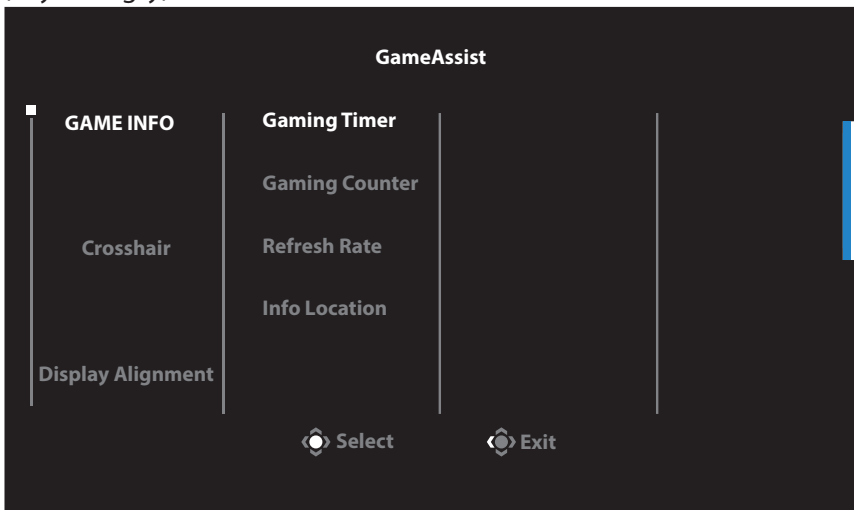 GameAssist
GAME INFO
Crosshair
Display Alignment
Gaming Timer
Gaming Counter
Refresh Rate
Info Location
Select
Exit